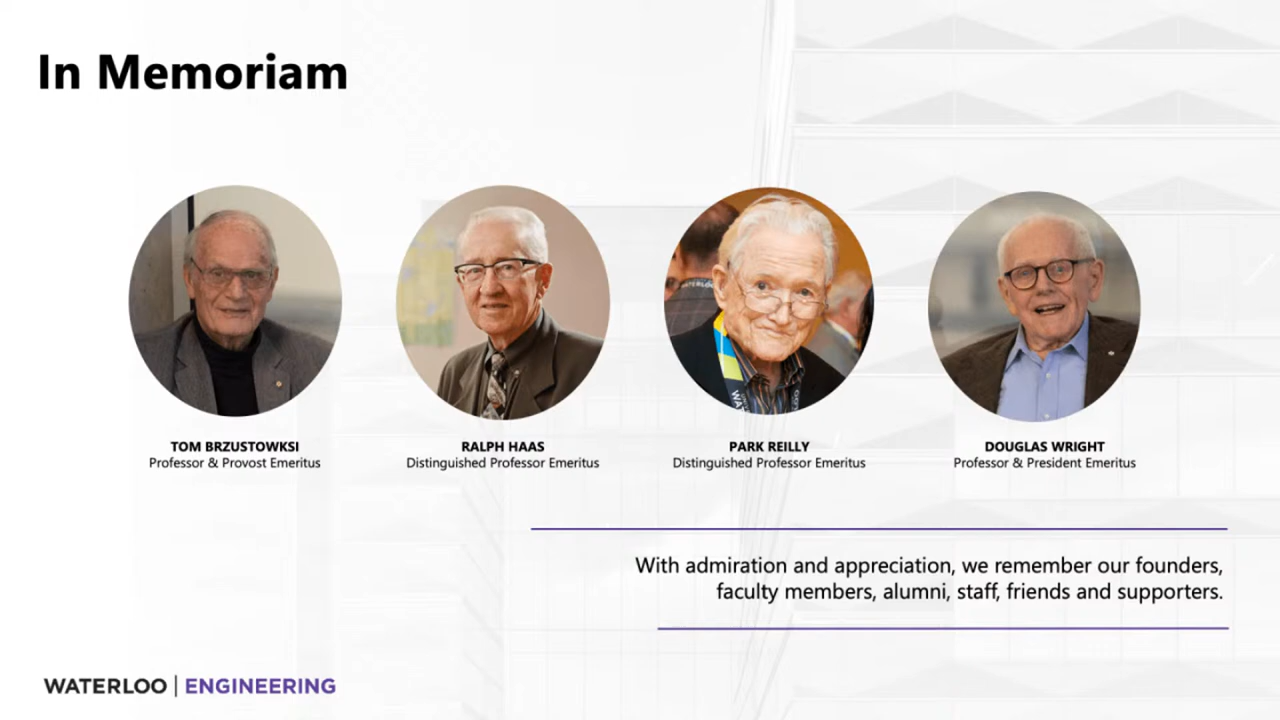 In Memoriam
TOM BRZUSTOWKSI
Professor & Provost Emeritus
RALPH HAAS
Distinguished Professor Emeritus
PARK REILLY
Distinguished Professor Emeritus
DOUGLAS WRIGHT
Professor & President Emeritus
With admiration and appreciation, we remember our founders,
faculty members, alumni, staff, friends and supporters.
WATERLOO | ENGINEERING